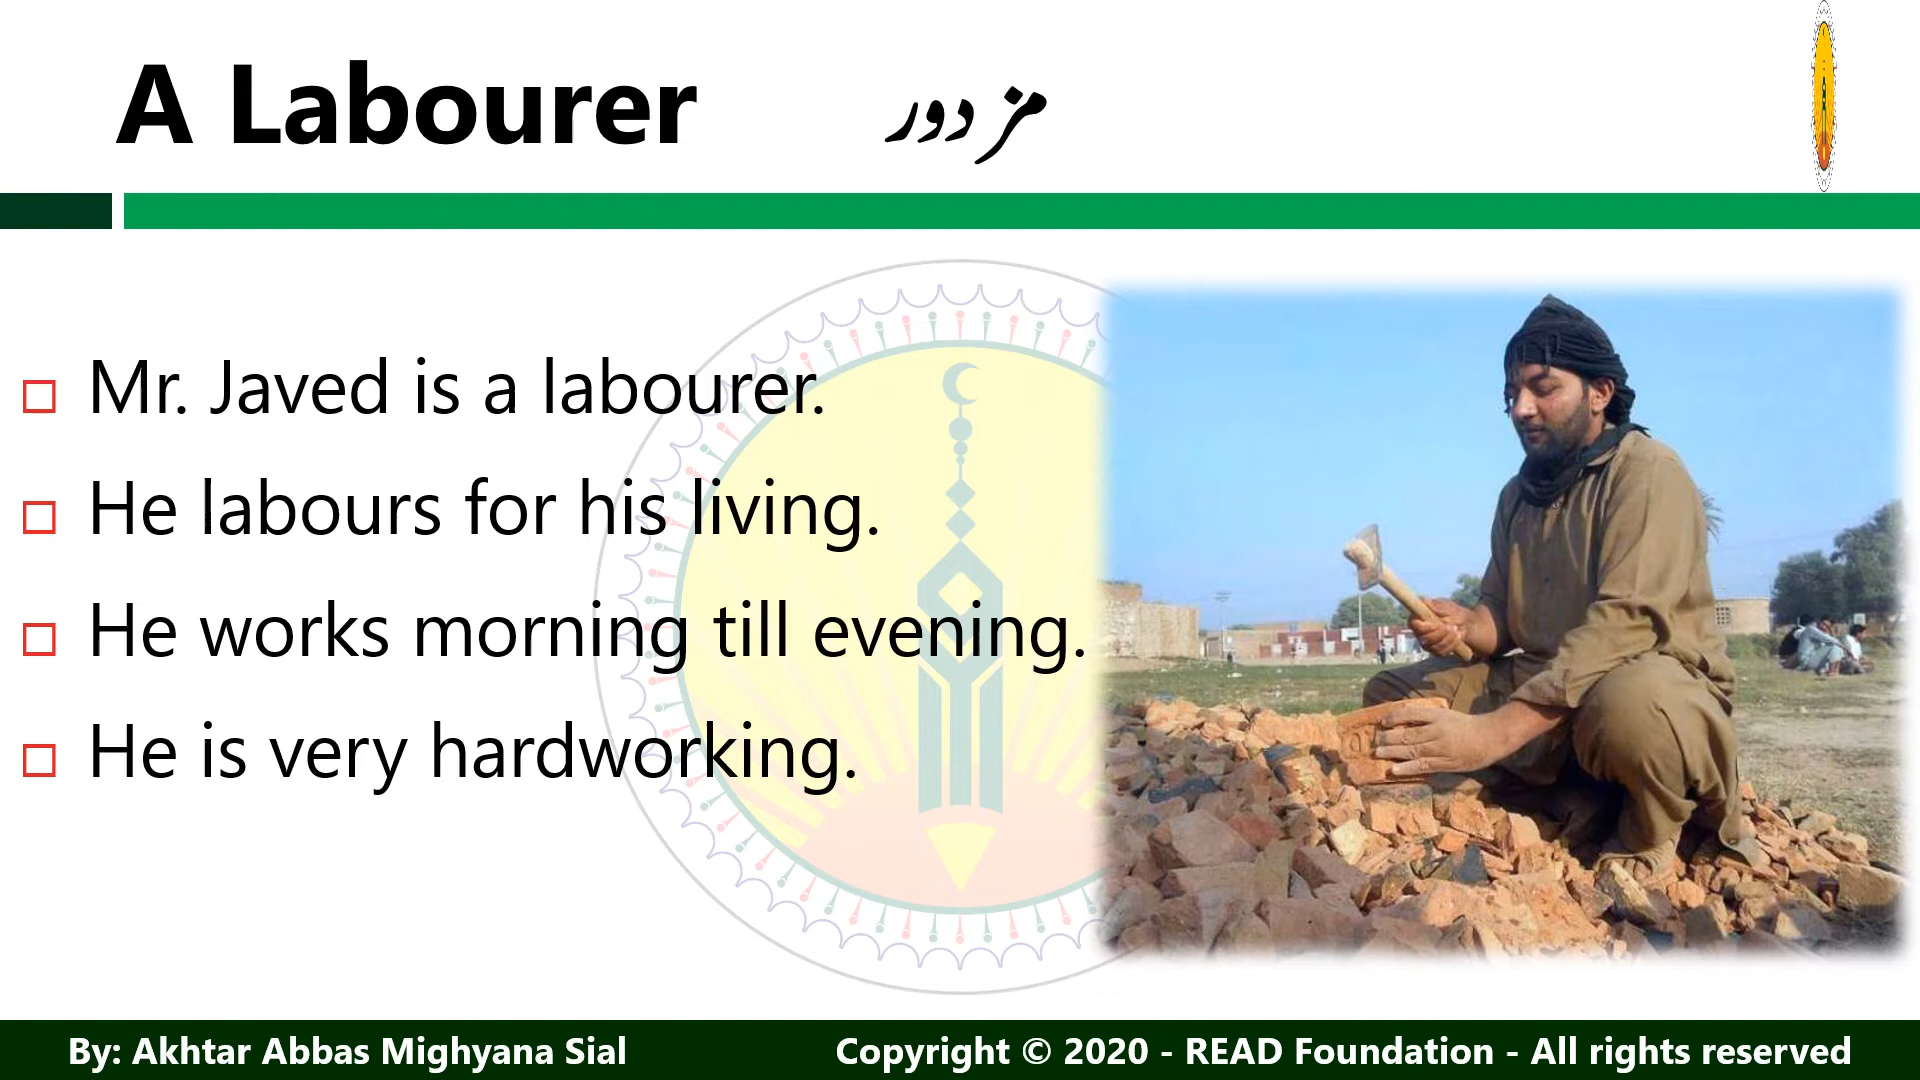 A Labourer مزدور
Mr. Javed is a labourer.
He labours for his living.
He works morning till evening.
He is very hardworking.
By: Akhtar Abbas Mighyana Sial Copyright © 2020 - READ Foundation - All rights reserved